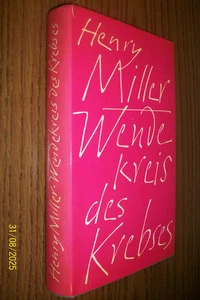 Henry
Miller
Wende
kreis
des
Krebses
Henry Miller·Wendekreis des Krebses
31/08/2025